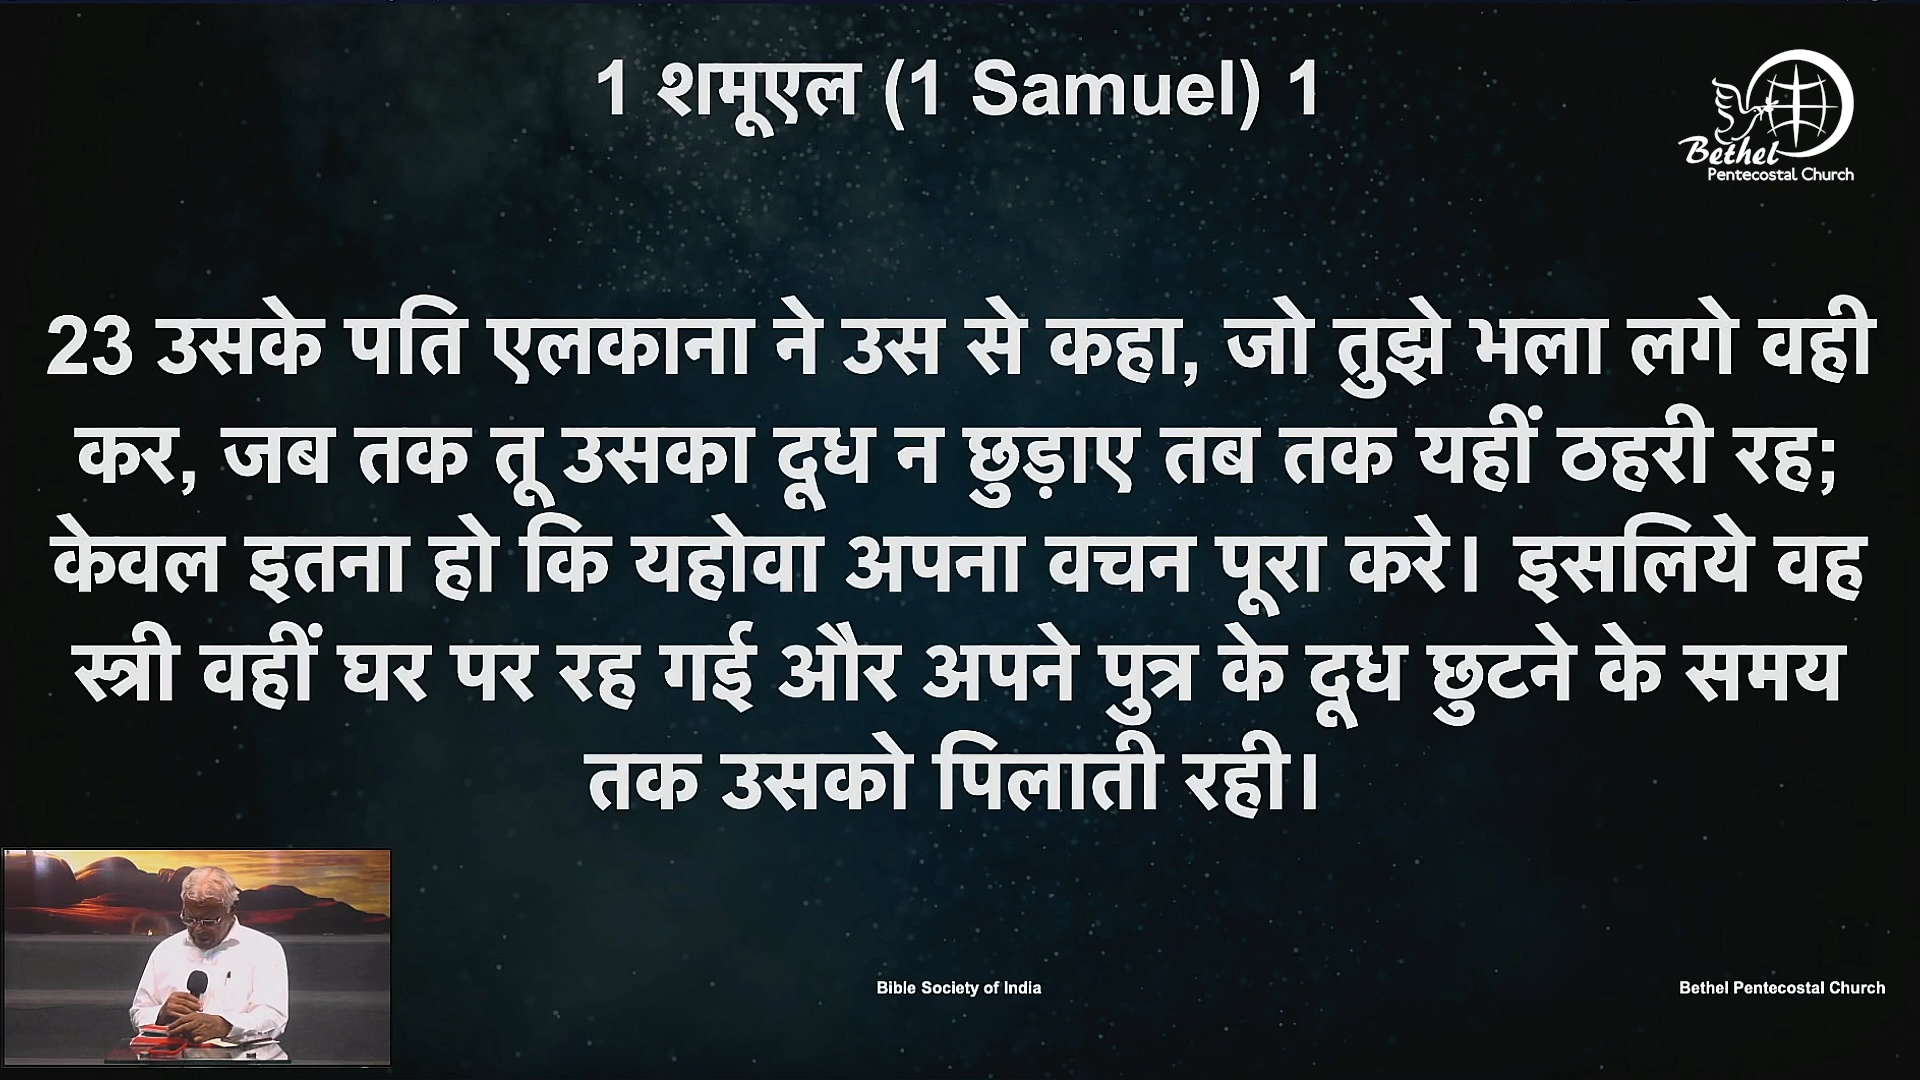 1 शमूएल (1 Samuel) 1
Bethel
Pentecostal Church
23 उसके पति एलकाना ने उस से कहा, जो तुझे भला लगे वही
कर, जब तक तू उसका दूध न छुड़ाए तब तक यहीं ठहरी रह;
केवल इतना हो कि यहोवा अपना वचन पूरा करे। इसलिये वह
स्त्री वहीं घर पर रह गई और अपने पुत्र के दूध छुटने के समय
तक उसको पिलाती रही।
Bible Society of India
Bethel Pentecostal Church